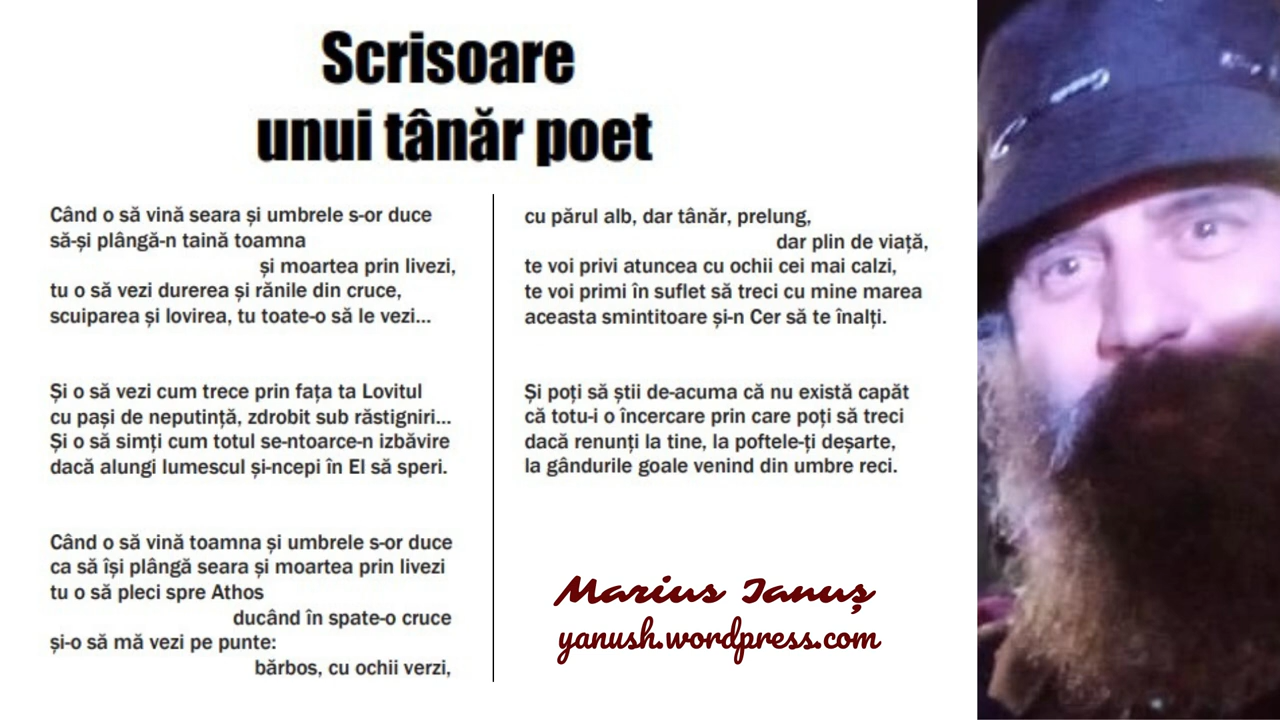 Scrisoare
unui tânăr poet
Când o să vină seara și umbrele s-or duce
să-și plângă-n taină toamna
și moartea prin livezi,
tu o să vezi durerea și rănile din cruce,
scuiparea și lovirea, tu toate-o să le vezi...
Și o să vezi cum trece prin fața ta Lovitul
cu pași de neputință, zdrobit sub răstigniri...
Și o să simți cum totul se-ntoarce-n izbăvire
dacă alungi lumescul și-ncepi în El să speri.
Când o să vină toamna și umbrele s-or duce
ca să își plângă seara și moartea prin livezi
tu o să pleci spre Athos
ducând în spate-o cruce
și-o să mă vezi pe punte:
bărbos, cu ochii verzi,
cu părul alb, dar tânăr, prelung,
dar plin de viață,
te voi privi atuncea cu ochii cei mai calzi,
te voi primi în suflet să treci cu mine marea
aceasta smintitoare și-n Cer să te înalți.
Și poți să știi de-acuma că nu există capăt
că totu-i o încercare prin care poți să treci
dacă renunți la tine, la poftele-ți deșarte,
la gândurile goale venind din umbre reci.
Marius Ianuș
yanush.wordpress.com